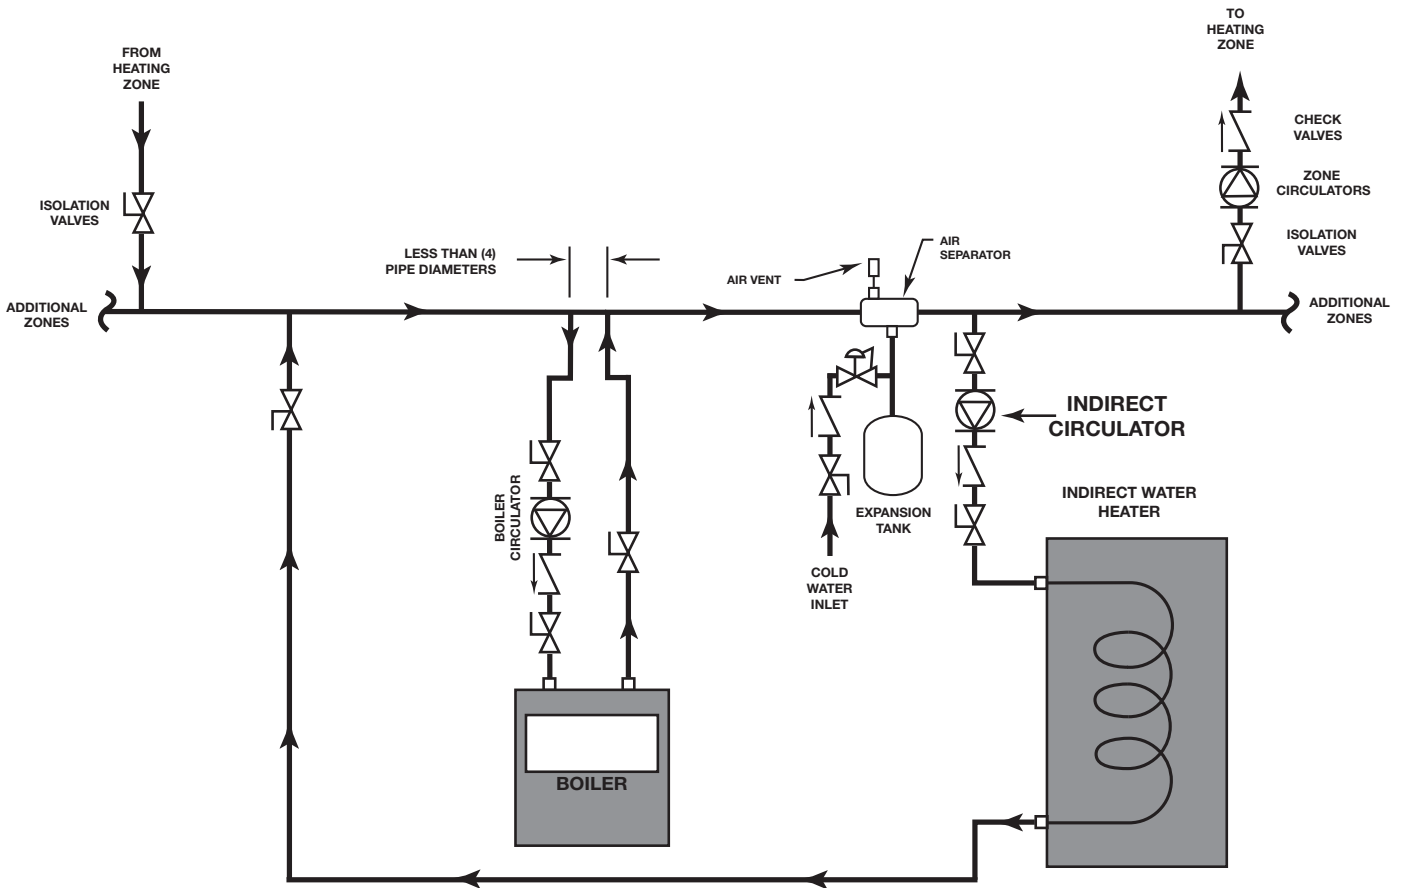 TO
HEATING
ZONE
FROM
HEATING
ZONE
CHECK
VALVES
ZONE
CIRCULATORS
ISOLATION
VALVES
ISOLATION
VALVES
LESS THAN (4)
PIPE DIAMETERS
AIR
SEPARATOR
AIR VENT
ADDITIONAL
ZONES
ADDITIONAL
ZONES
INDIRECT
CIRCULATOR
BOILER
CIRCULATOR
EXPANSION
TANK
INDIRECT WATER
HEATER
COLD
WATER
INLET
BOILER